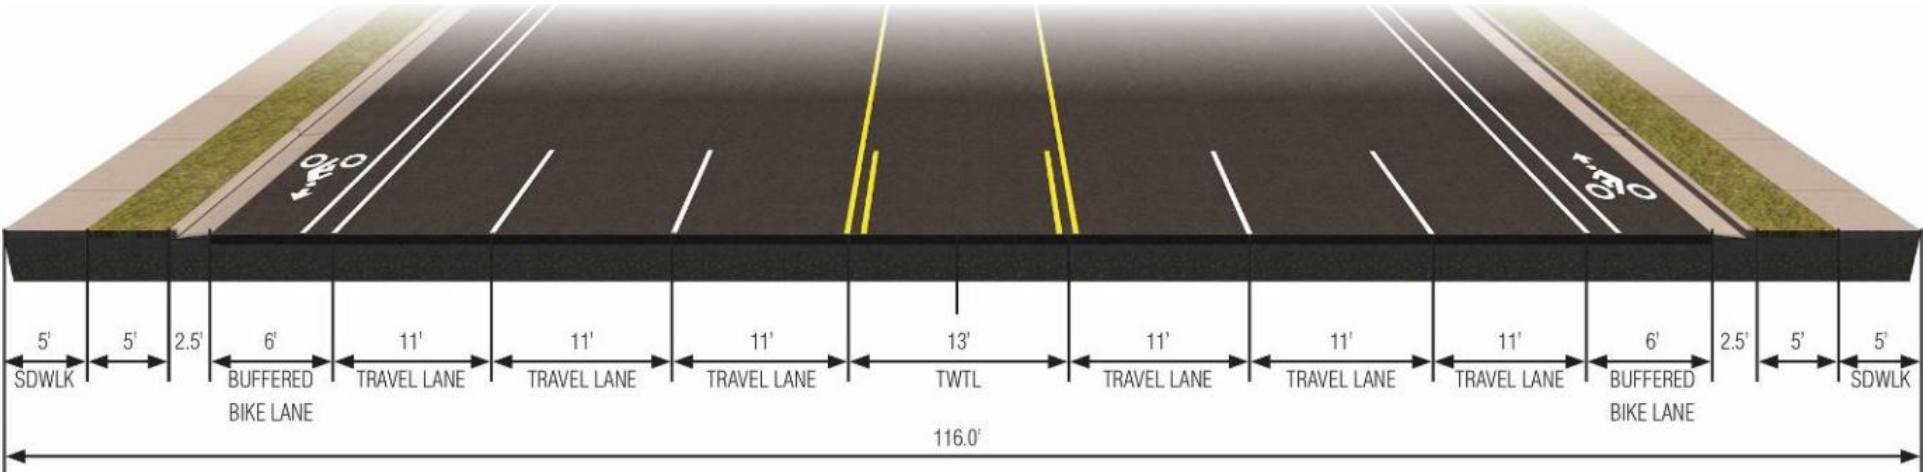 5' 5' 2.5' 6' 11' 11' 11' 13' 11' 11' 11' 6' 2.5' 5' 5'
SDWLK BUFFERED TRAVEL LANE TRAVEL LANE TRAVEL LANE TWTL TRAVEL LANE TRAVEL LANE TRAVEL LANE BUFFERED SDWLK
BIKE LANE BIKE LANE
116.0'